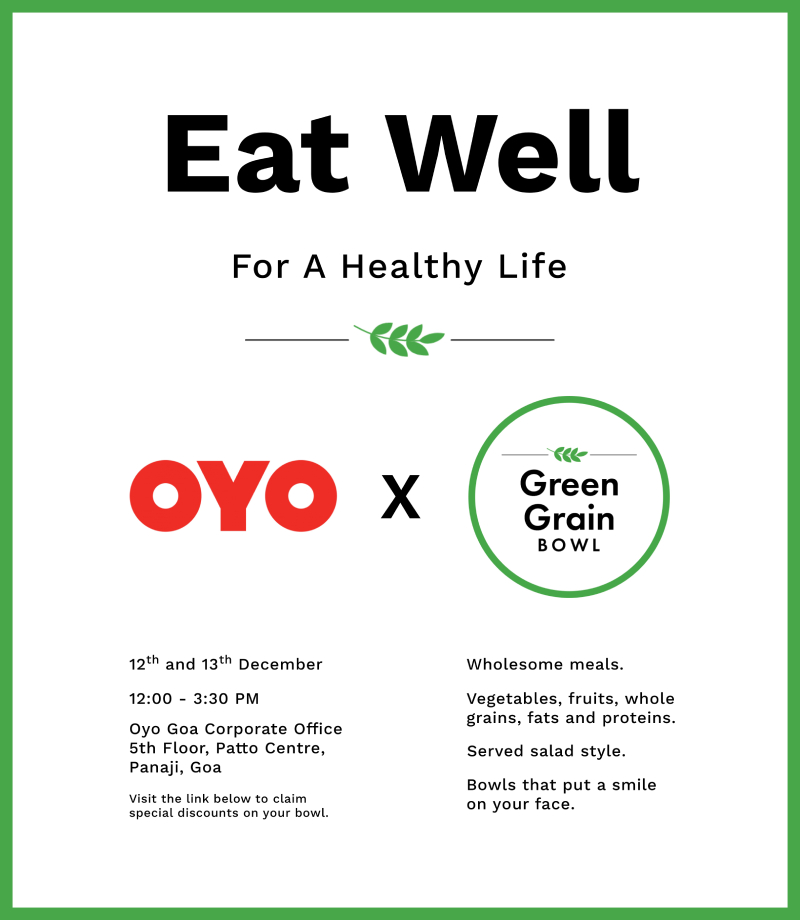 Eat Well
For A Healthy Life
OYO
X
Green
Grain
BOWL
12th and 13th December
12:00 - 3:30 PM
Oyo Goa Corporate Office
5th Floor, Patto Centre,
Panaji, Goa
Visit the link below to claim
special discounts on your bowl.
Wholesome meals.
Vegetables, fruits, whole
grains, fats and proteins.
Served salad style.
Bowls that put a smile
on your face.